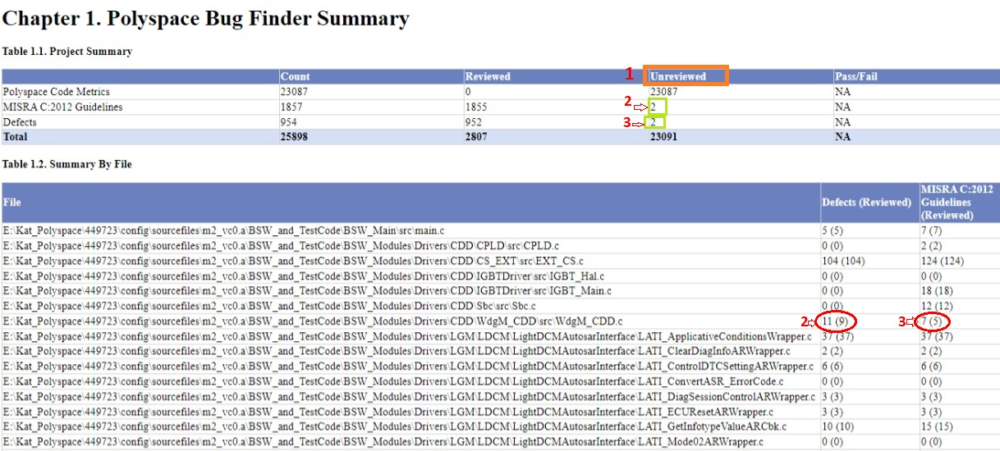 Chapter 1. Polyspace Bug Finder Summary
Table 1.1. Project Summary
Count Reviewed 1 Unreviewed Pass/Fail
Polyspace Code Metrics 23087 0 23087 NA
MISRA C:2012 Guidelines 1857 1855 2 2 NA
Defects 954 952 3 2 NA
Total 25898 2807 23091 NA
Table 1.2. Summary By File
File Defects (Reviewed) MISRA C:2012 Guidelines (Reviewed)
E:\Kat_Polyspace\449723\config\sourcefiles\m2_vc0.a\BSW_and_TestCode\BSW_Main\src\main.c 5 (5) 7 (7)
E:\Kat_Polyspace\449723\config\sourcefiles\m2_vc0.a\BSW_and_TestCode\BSW_Modules\Drivers\CDD\CPLD\src\CPLD.c 0 (0) 2 (2)
E:\Kat_Polyspace\449723\config\sourcefiles\m2_vc0.a\BSW_and_TestCode\BSW_Modules\Drivers\CDD\CS_EXT\src\EXT_CS.c 104 (104) 124 (124)
E:\Kat_Polyspace\449723\config\sourcefiles\m2_vc0.a\BSW_and_TestCode\BSW_Modules\Drivers\CDD\IGBTDriver\src\IGBT_Hal.c 0 (0) 0 (0)
E:\Kat_Polyspace\449723\config\sourcefiles\m2_vc0.a\BSW_and_TestCode\BSW_Modules\Drivers\CDD\IGBTDriver\src\IGBT_Main.c 0 (0) 18 (18)
E:\Kat_Polyspace\449723\config\sourcefiles\m2_vc0.a\BSW_and_TestCode\BSW_Modules\Drivers\CDD\Sbc\src\Sbc.c 0 (0) 12 (12)
E:\Kat_Polyspace\449723\config\sourcefiles\m2_vc0.a\BSW_and_TestCode\BSW_Modules\Drivers\CDD\WdgM_CDD\src\WdgM_CDD.c 2 11 (9) 3 7 (5)
E:\Kat_Polyspace\449723\config\sourcefiles\m2_vc0.a\BSW_and_TestCode\BSW_Modules\Drivers\LGM\LDCM\LightDCMAutosarInterface\LATI_ApplicativeConditionsWrapper.c 37 (37) 37 (37)
E:\Kat_Polyspace\449723\config\sourcefiles\m2_vc0.a\BSW_and_TestCode\BSW_Modules\Drivers\LGM\LDCM\LightDCMAutosarInterface\LATI_ClearDiagInfoARWrapper.c 2 (2) 2 (2)
E:\Kat_Polyspace\449723\config\sourcefiles\m2_vc0.a\BSW_and_TestCode\BSW_Modules\Drivers\LGM\LDCM\LightDCMAutosarInterface\LATI_ControlDTCSettingARWrapper.c 6 (6) 6 (6)
E:\Kat_Polyspace\449723\config\sourcefiles\m2_vc0.a\BSW_and_TestCode\BSW_Modules\Drivers\LGM\LDCM\LightDCMAutosarInterface\LATI_ConvertASR_ErrorCode.c 0 (0) 0 (0)
E:\Kat_Polyspace\449723\config\sourcefiles\m2_vc0.a\BSW_and_TestCode\BSW_Modules\Drivers\LGM\LDCM\LightDCMAutosarInterface\LATI_DiagSessionControlARWrapper.c 3 (3) 3 (3)
E:\Kat_Polyspace\449723\config\sourcefiles\m2_vc0.a\BSW_and_TestCode\BSW_Modules\Drivers\LGM\LDCM\LightDCMAutosarInterface\LATI_ECUResetARWrapper.c 3 (3) 3 (3)
E:\Kat_Polyspace\449723\config\sourcefiles\m2_vc0.a\BSW_and_TestCode\BSW_Modules\Drivers\LGM\LDCM\LightDCMAutosarInterface\LATI_GetInfotypeValueARCbk.c 10 (10) 15 (15)
E:\Kat_Polyspace\449723\config\sourcefiles\m2_vc0.a\BSW_and_TestCode\BSW_Modules\Drivers\LGM\LDCM\LightDCMAutosarInterface\LATI_Mode02ARWrapper.c 0 (0) 0 (0)